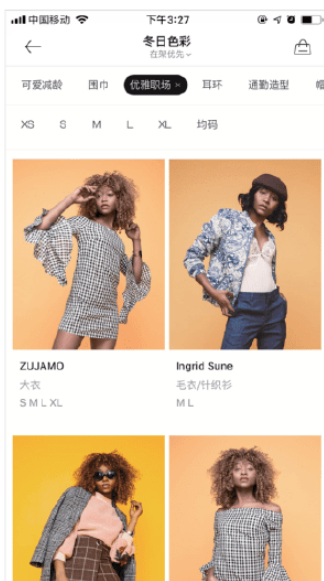 中国移动 下午3:27
冬日色彩
在架优先
可爱减龄 围巾 优雅职场 × 耳环 通勤造型 帽
XS S M L XL 均码
ZUJAMO
大衣
S M L XL
Ingrid Sune
毛衣/针织衫
M L